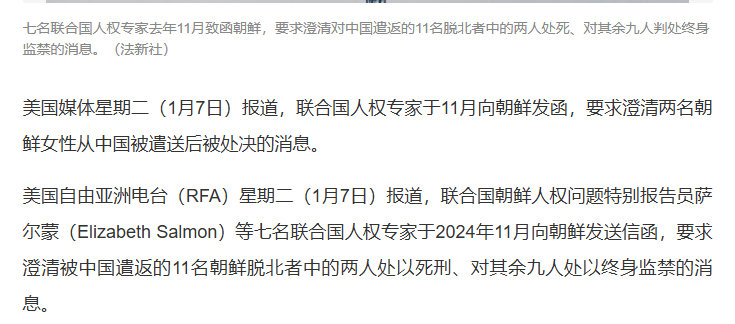 七名联合国人权专家去年11月致函朝鲜，要求澄清对中国遣返的11名脱北者中的两人处死、对其余九人判处终身
监禁的消息。（法新社）
美国媒体星期二（1月7日）报道，联合国人权专家于11月向朝鲜发函，要求澄清两名朝
鲜女性从中国被遣送后被处决的消息。
美国自由亚洲电台（RFA）星期二（1月7日）报道，联合国朝鲜人权问题特别报告员萨
尔蒙（Elizabeth Salmon）等七名联合国人权专家于2024年11月向朝鲜发送信函，要求
澄清被中国遣返的11名朝鲜脱北者中的两人处以死刑、对其余九人处以终身监禁的消
息。